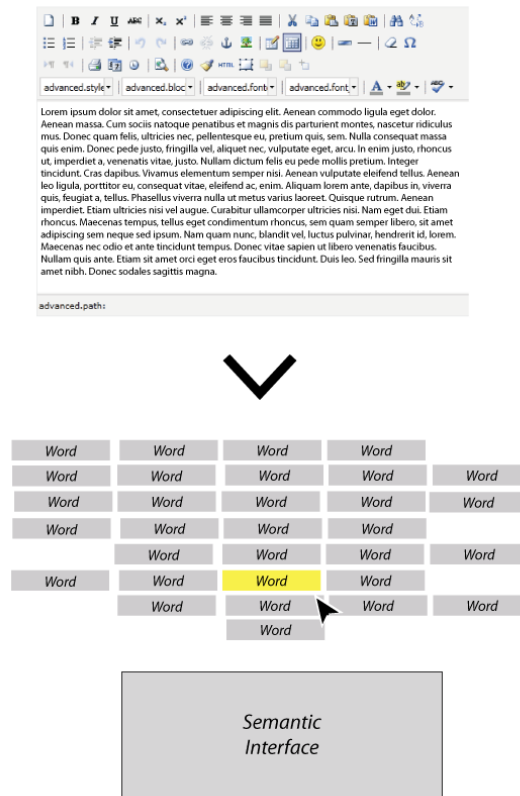 B I U ABC x₂ x²
Ω
HTML
advanced.style advanced.bloc advanced.font advanced.font A ab
Lorem ipsum dolor sit amet, consectetuer adipiscing elit. Aenean commodo ligula eget dolor.
Aenean massa. Cum sociis natoque penatibus et magnis dis parturient montes, nascetur ridiculus
mus. Donec quam felis, ultricies nec, pellentesque eu, pretium quis, sem. Nulla consequat massa
quis enim. Donec pede justo, fringilla vel, aliquet nec, vulputate eget, arcu. In enim justo, rhoncus
ut, imperdiet a, venenatis vitae, justo. Nullam dictum felis eu pede mollis pretium. Integer
tincidunt. Cras dapibus. Vivamus elementum semper nisi. Aenean vulputate eleifend tellus. Aenean
leo ligula, porttitor eu, consequat vitae, eleifend ac, enim. Aliquam lorem ante, dapibus in, viverra
quis, feugiat a, tellus. Phasellus viverra nulla ut metus varius laoreet. Quisque rutrum. Aenean
imperdiet. Etiam ultricies nisi vel augue. Curabitur ullamcorper ultricies nisi. Nam eget dui. Etiam
rhoncus. Maecenas tempus, tellus eget condimentum rhoncus, sem quam semper libero, sit amet
adipiscing sem neque sed ipsum. Nam quam nunc, blandit vel, luctus pulvinar, hendrerit id, lorem.
Maecenas nec odio et ante tincidunt tempus. Donec vitae sapien ut libero venenatis faucibus.
Nullam quis ante. Etiam sit amet orci eget eros faucibus tincidunt. Duis leo. Sed fringilla mauris sit
amet nibh. Donec sodales sagittis magna.
advanced.path:
Word Word Word Word
Word Word Word Word Word
Word Word Word Word Word
Word Word Word Word
Word Word Word Word
Word Word Word Word
Word Word Word Word
Word
Semantic
Interface